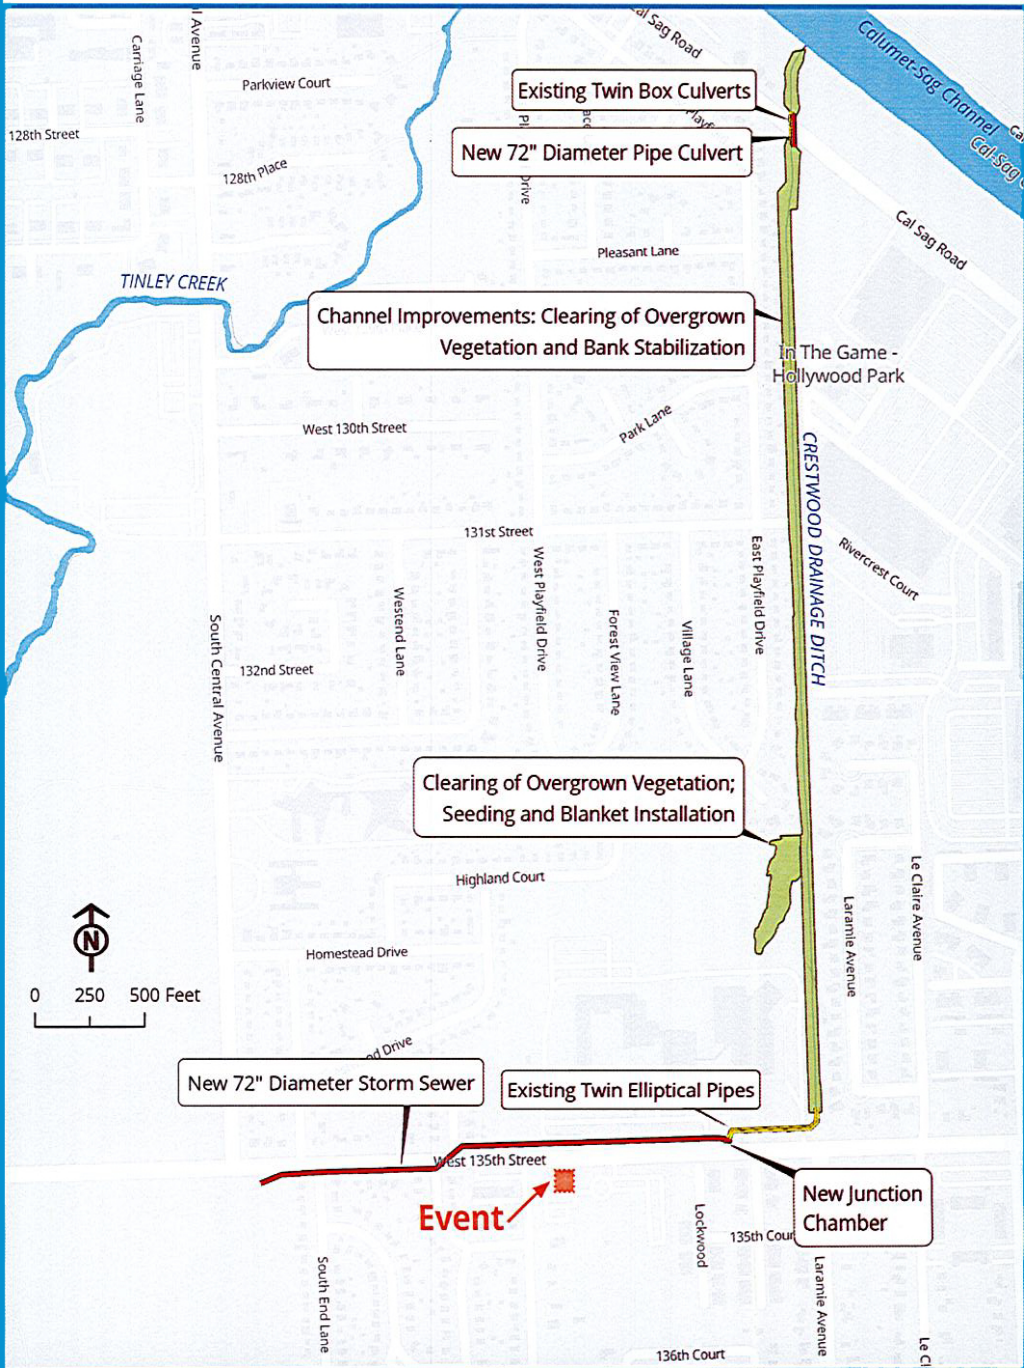 Cal Sag Road
Carriage Lane
Avenue
Parkview Court
Calumet-Sag Channel
Cal-Sag
Existing Twin Box Culverts
128th Street
New 72" Diameter Pipe Culvert
128th Place
Drive
Cal Sag Road
Pleasant Lane
TINLEY CREEK
Channel Improvements: Clearing of Overgrown
Vegetation and Bank Stabilization
In The Game -
Hollywood Park
Park Lane
West 130th Street
CRESTWOOD DRAINAGE DITCH
131st Street
Rivercrest Court
East Playfield Drive
West Playfield Drive
Westend Lane
Forest View Lane
Village Lane
South Central Avenue
132nd Street
Clearing of Overgrown Vegetation;
Seeding and Blanket Installation
Highland Court
Le Claire Avenue
Laramie Avenue
N
Homestead Drive
0 250 500 Feet
Drive
New 72" Diameter Storm Sewer
Existing Twin Elliptical Pipes
West 135th Street
Event
New Junction
Chamber
Lockwood
135th Cour
South End Lane
Laramie Avenue
136th Court
Le Cl